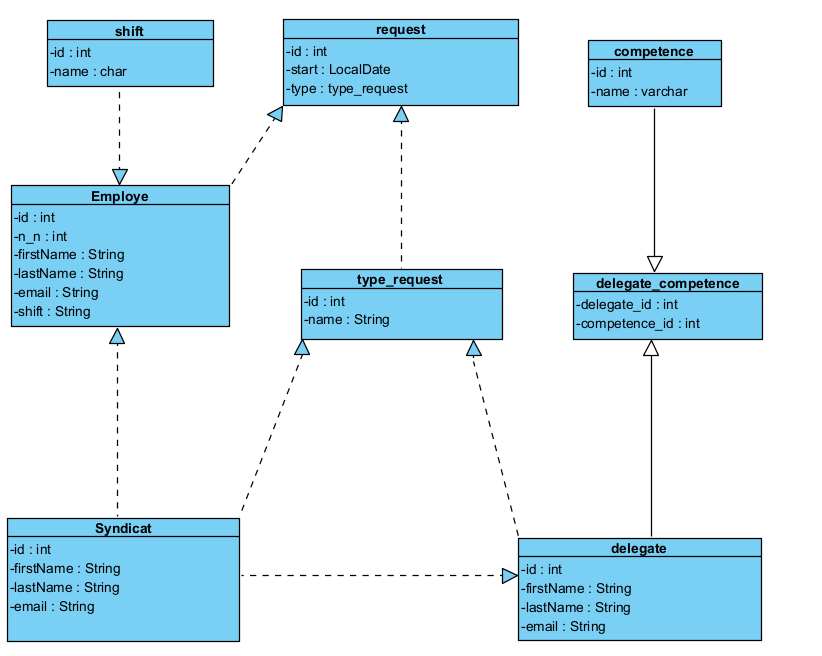 shift
-id : int
-name : char
request
-id : int
-start : LocalDate
-type : type_request
competence
-id : int
-name : varchar
Employe
-id : int
-n_n : int
-firstName : String
-lastName : String
-email : String
-shift : String
type_request
-id : int
-name : String
delegate_competence
-delegate_id : int
-competence_id : int
Syndicat
-id : int
-firstName : String
-lastName : String
-email : String
delegate
-id : int
-firstName : String
-lastName : String
-email : String